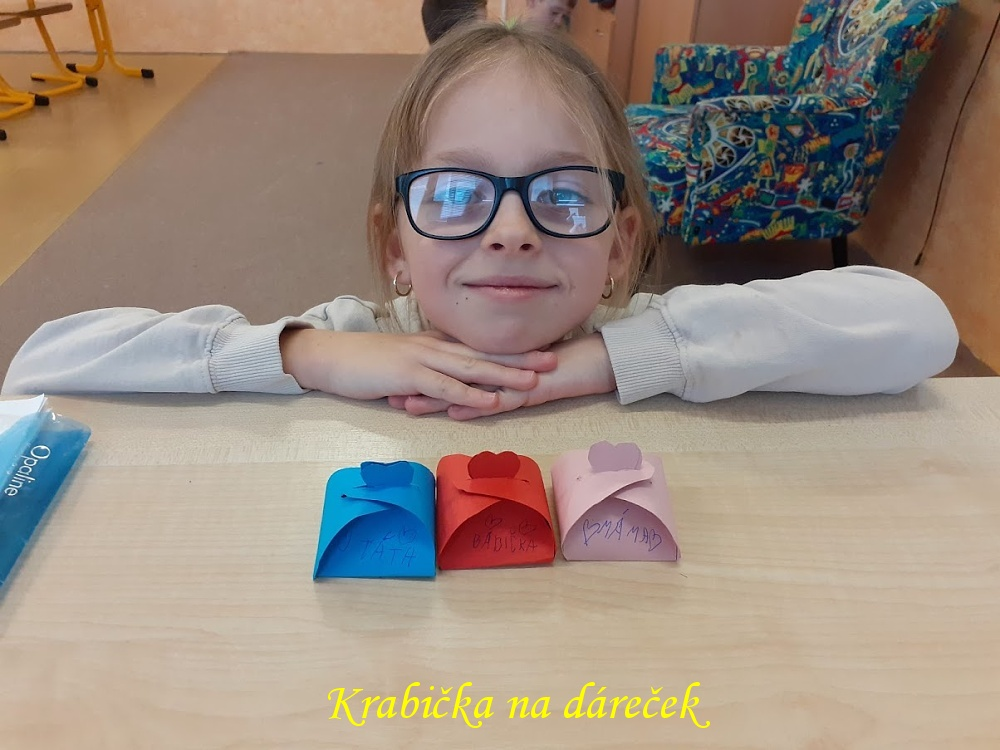 Opaline
TÁTA
BABIČKA
MÁMA
Krabička na dáreček